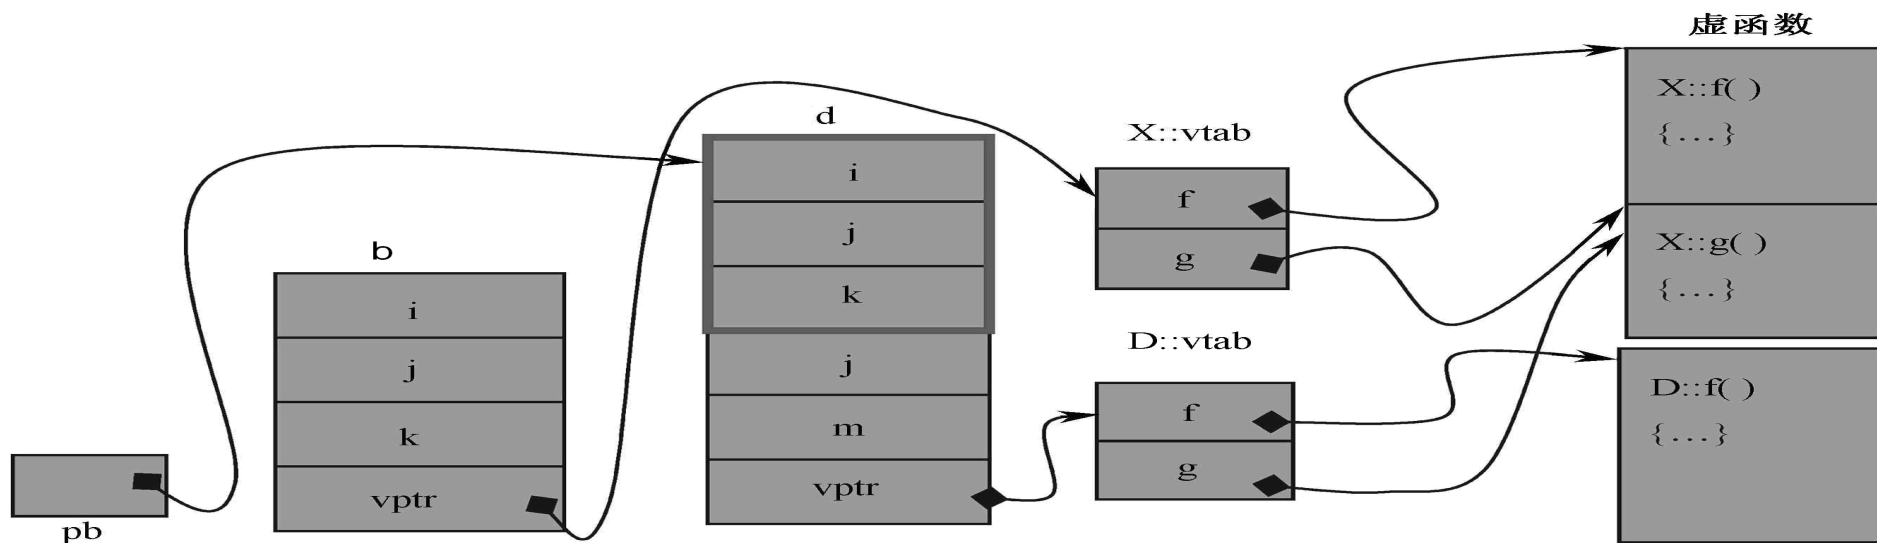 虚函数
d
i
j
k
j
m
vptr
b
i
j
k
vptr
pb
X::vtab
f
g
D::vtab
f
g
X::f( )
{…}
X::g( )
{…}
D::f( )
{…}